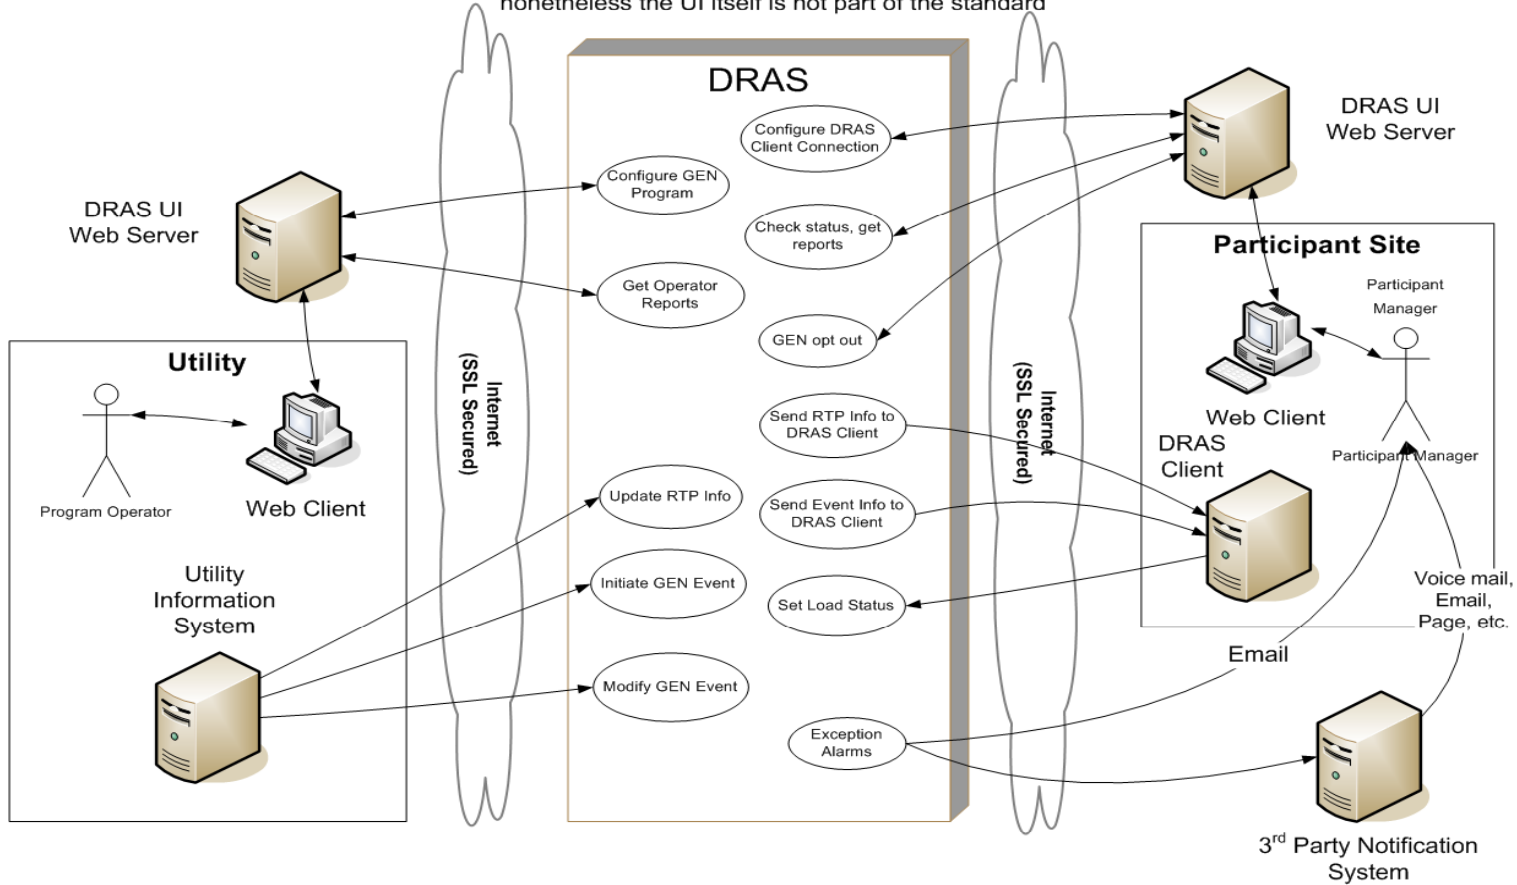 nonetheless the UI itself is not part of the standard
DRAS
Configure DRAS
Client Connection
Configure GEN
Program
Check status, get
reports
Get Operator
Reports
GEN opt out
Send RTP Info to
DRAS Client
Update RTP Info
Send Event Info to
DRAS Client
Initiate GEN Event
Set Load Status
Modify GEN Event
Exception
Alarms
DRAS UI
Web Server
Utility
Program Operator
Web Client
Utility
Information
System
Internet
(SSL Secured)
Internet
(SSL Secured)
DRAS UI
Web Server
Participant Site
Participant
Manager
Web Client
DRAS
Client
Participant Manager
Voice mail,
Email,
Page, etc.
Email
3rd Party Notification
System